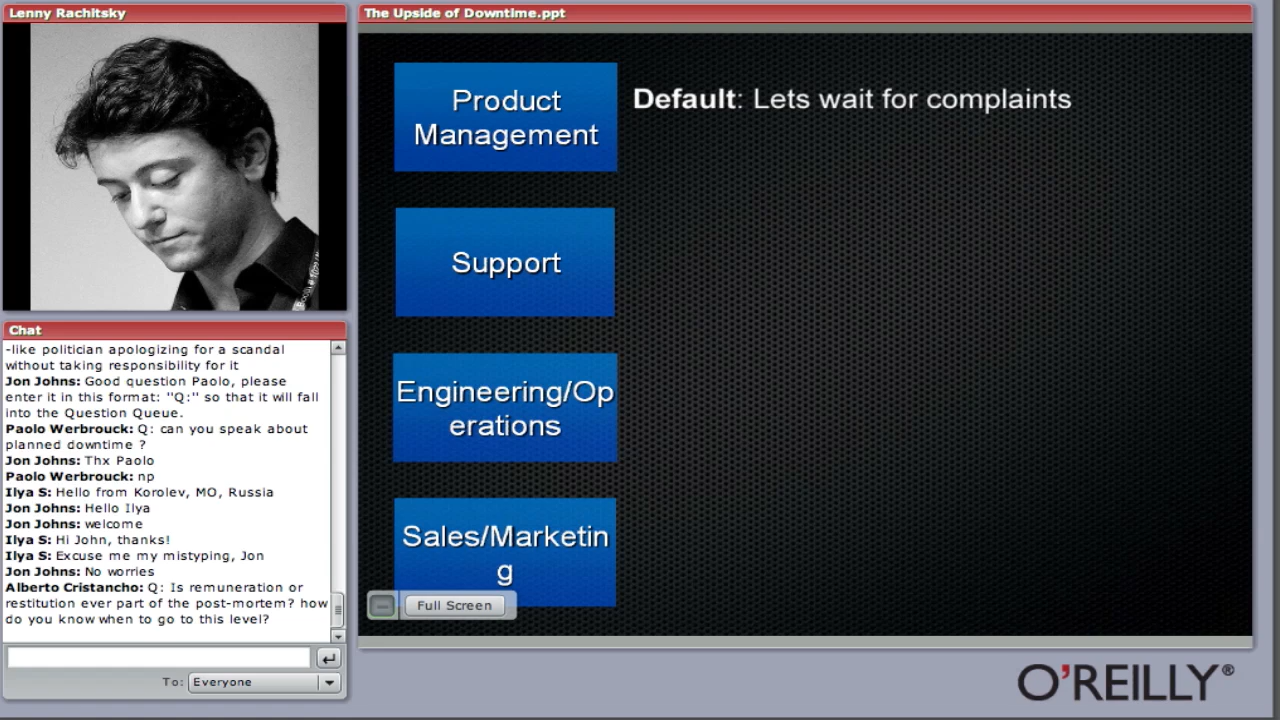 Lenny Rachitsky
The Upside of Downtime.ppt
Product
Management
Default: Lets wait for complaints
Support
Engineering/Op
erations
Sales/Marketin
g
Full Screen
Chat
-like politician apologizing for a scandal
without taking responsibility for it
Jon Johns: Good question Paolo, please
enter it in this format: "Q:" so that it will fall
into the Question Queue.
Paolo Werbrouck: Q: can you speak about
planned downtime ?
Jon Johns: Thx Paolo
Paolo Werbrouck: np
Ilya S: Hello from Korolev, MO, Russia
Jon Johns: Hello Ilya
Jon Johns: welcome
Ilya S: Hi John, thanks!
Ilya S: Excuse me my mistyping, Jon
Jon Johns: No worries
Alberto Cristancho: Q: Is remuneration or
restitution ever part of the post-mortem? how
do you know when to go to this level?
To: Everyone
O'REILLY®